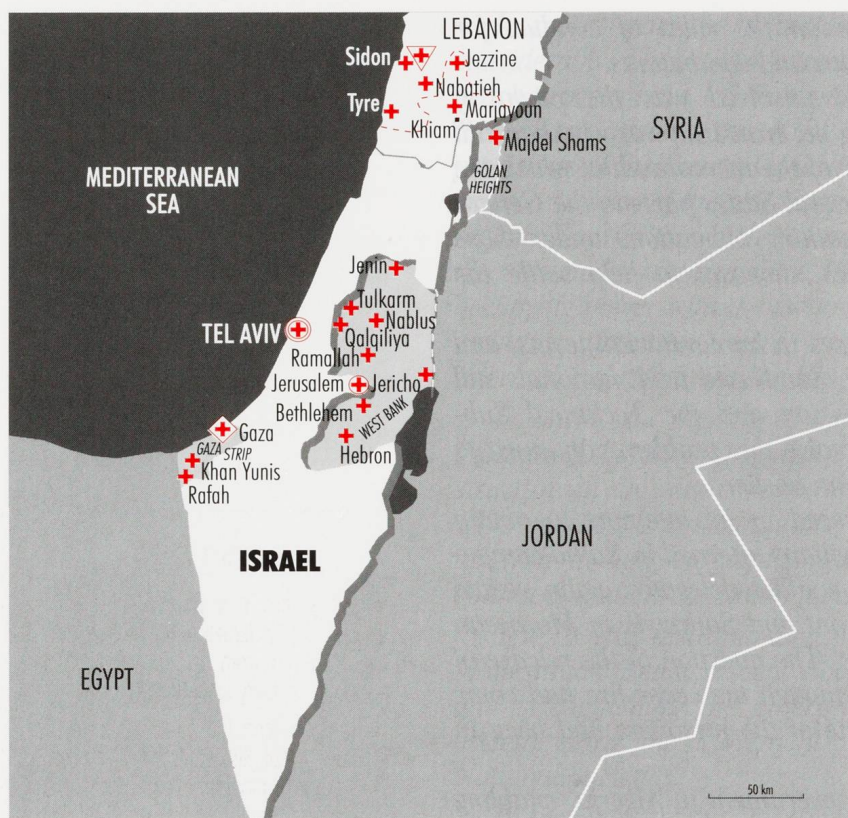 LEBANON
Sidon
Jezzine
Nabatieh
Tyre
Marjayoun
Khiam
SYRIA
Majdel Shams
MEDITERRANEAN
SEA
GOLAN
HEIGHTS
Jenin
Tulkarm
Nablus
TEL AVIV
Qalqiliya
Ramallah
Jerusalem
Jericho
Bethlehem
WEST BANK
Gaza
GAZA STRIP
Hebron
Khan Yunis
Rafah
JORDAN
ISRAEL
EGYPT
50 km